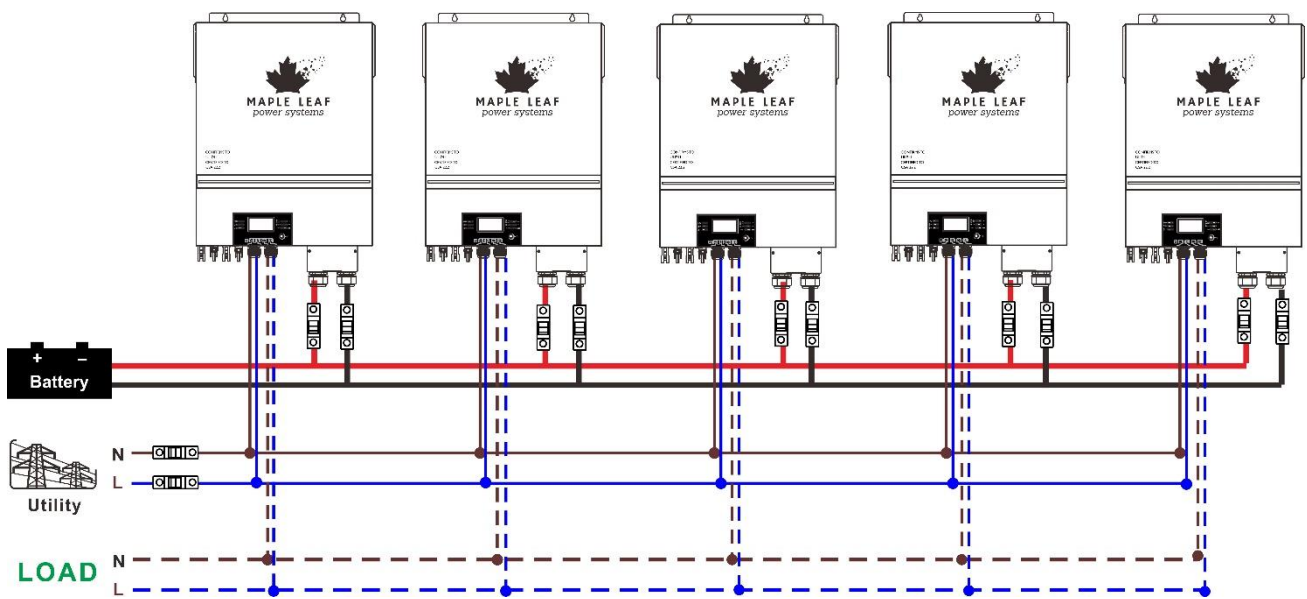 MAPLE LEAF
power systems
MAPLE LEAF
power systems
MAPLE LEAF
power systems
MAPLE LEAF
power systems
MAPLE LEAF
power systems
+ –
Battery
N
L
Utility
N
LOAD
L